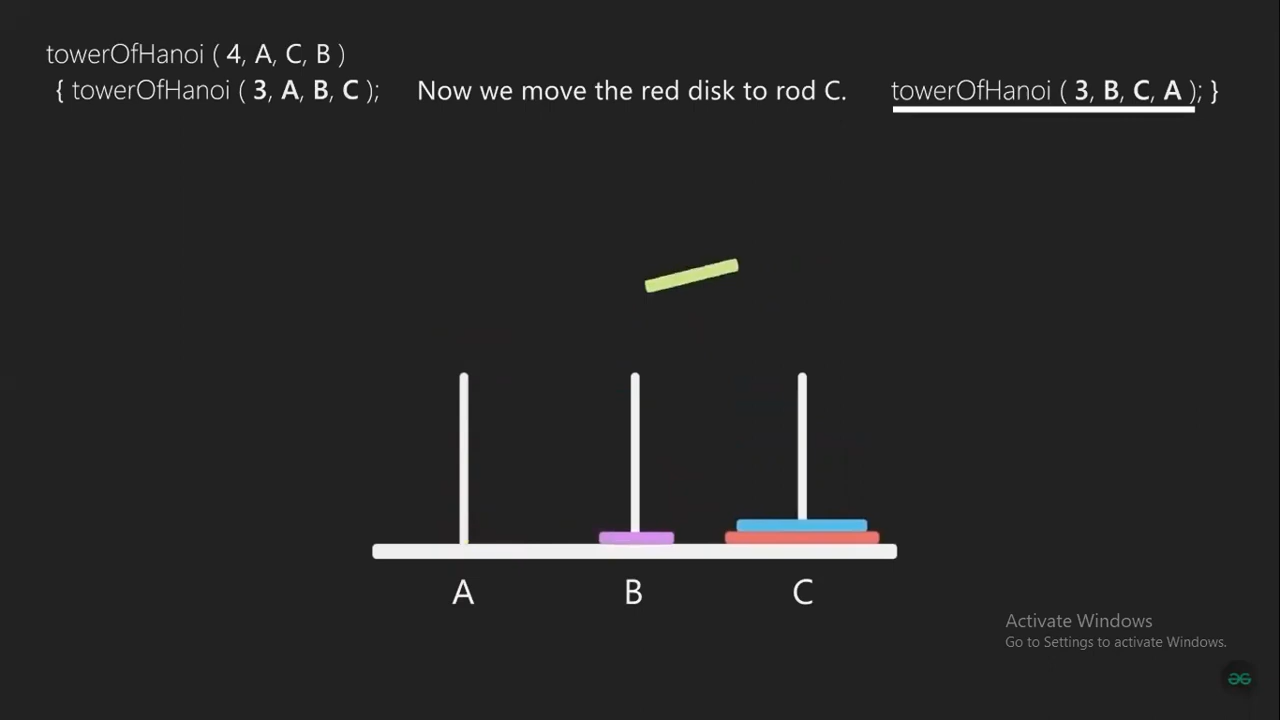 towerOfHanoi ( 4, A, C, B )
{ towerOfHanoi ( 3, A, B, C ); Now we move the red disk to rod C. towerOfHanoi ( 3, B, C, A ); }
A B C
Activate Windows
Go to Settings to activate Windows.